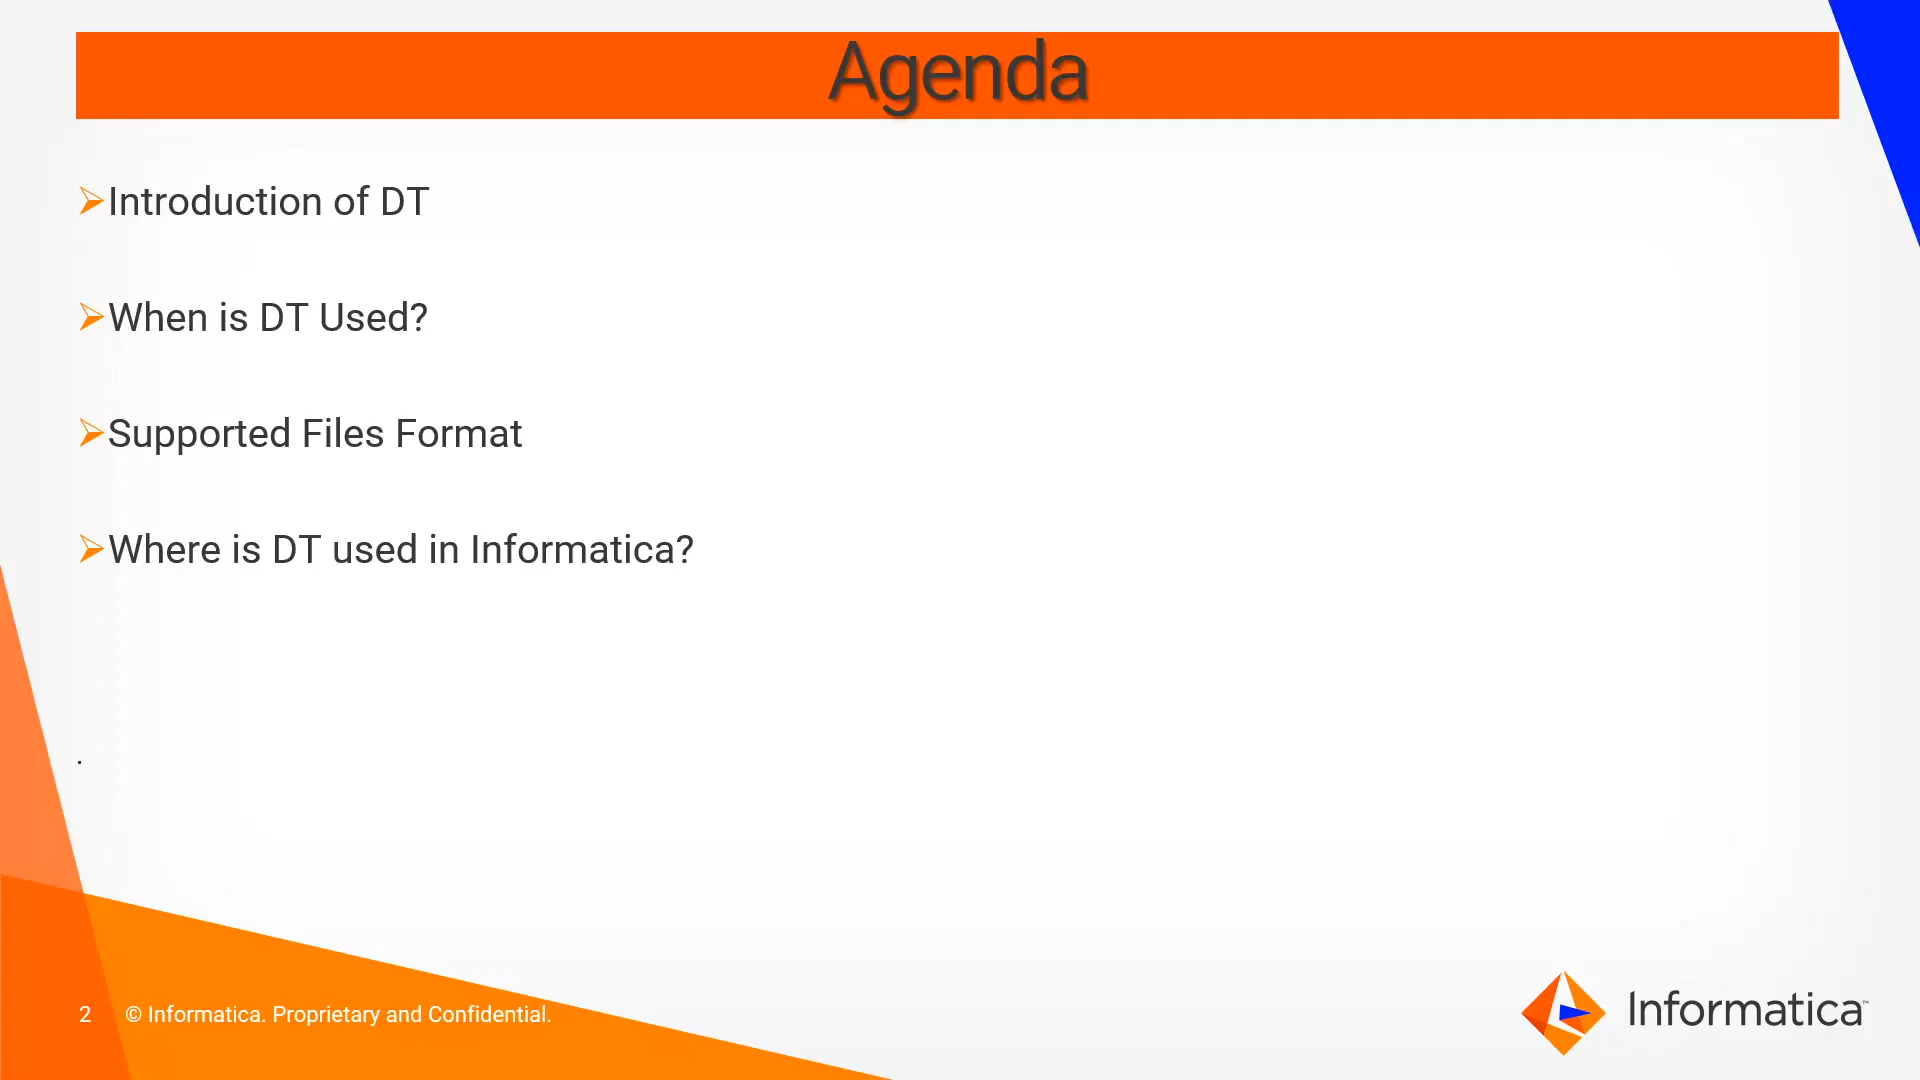 Agenda
Introduction of DT
When is DT Used?
Supported Files Format
Where is DT used in Informatica?
.
2 © Informatica. Proprietary and Confidential.
Informatica™